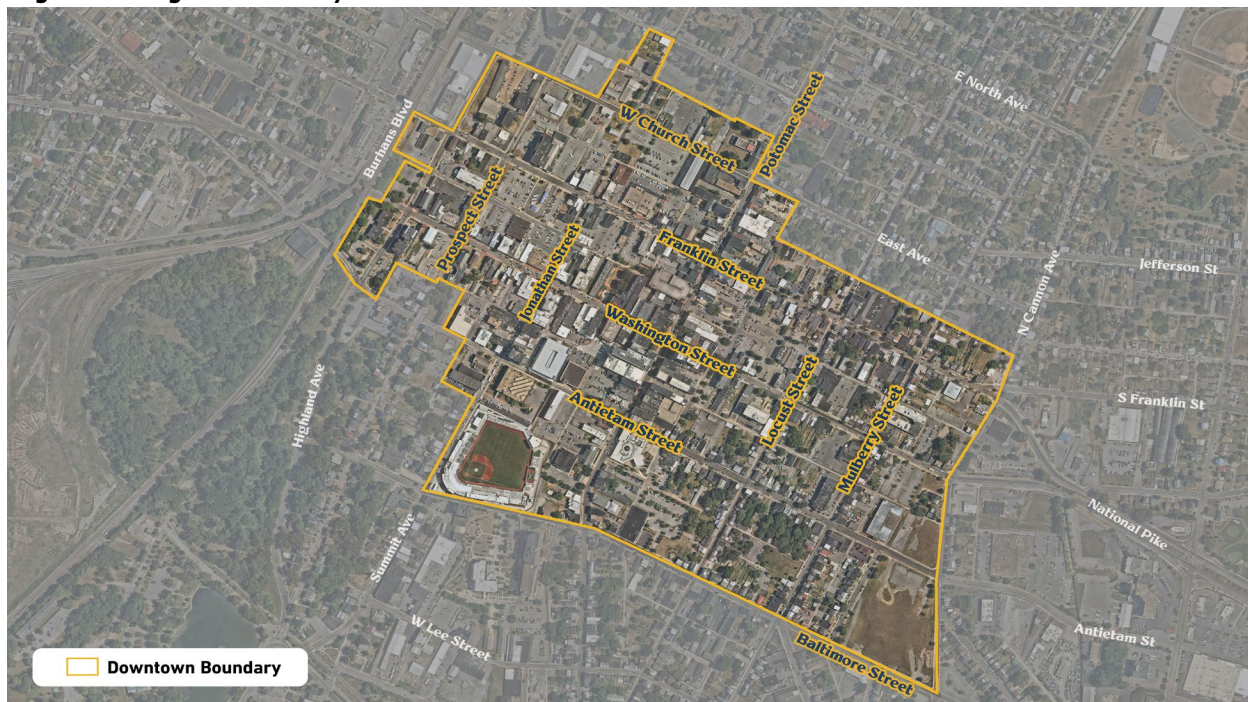 E North Ave
Potomac Street
W Church Street
Burhans Blvd
Prospect Street
Jonathan Street
Franklin Street
East Ave
Jefferson St
N Cannon Ave
Washington Street
Locust Street
Mulberry Street
S Franklin St
Highland Ave
Antietam Street
National Pike
Summit Ave
W Lee Street
Antietam St
Baltimore Street
Downtown Boundary